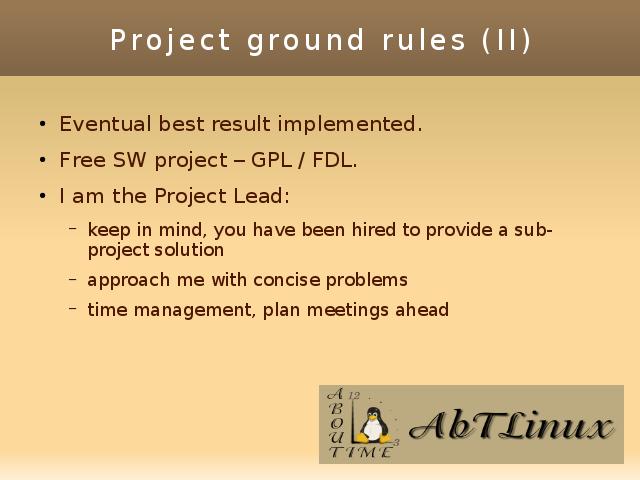 Project ground rules (II)
• Eventual best result implemented.
• Free SW project – GPL / FDL.
• I am the Project Lead:
– keep in mind, you have been hired to provide a sub-
project solution
– approach me with concise problems
– time management, plan meetings ahead
ABOUT TIME
12
3
AbTLinux